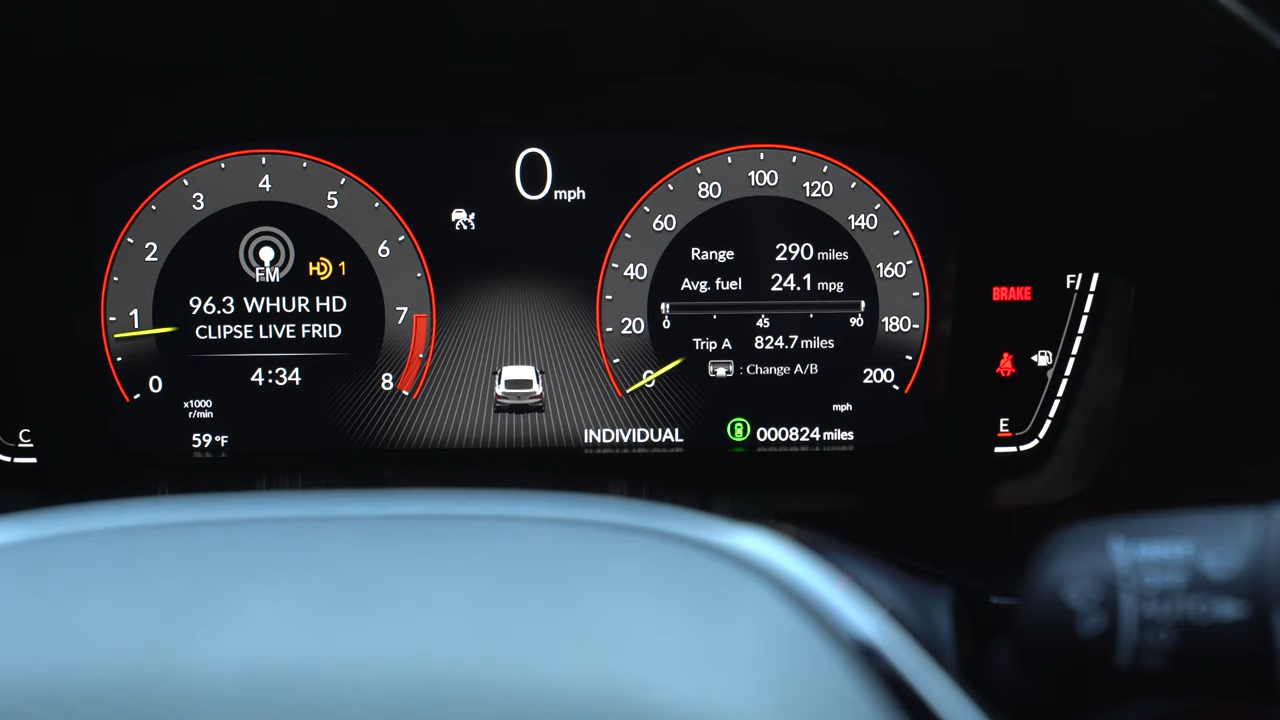 0 mph
4
3
5
2
6
1
7
0
8
FM
HD 1
96.3 WHUR HD
CLIPSE LIVE FRID
4:34
x1000
r/min
59 °F
C
100
80
120
60
140
40
160
20
180
0
200
Range 290 miles
Avg. fuel 24.1 mpg
0 45 90
Trip A 824.7 miles
: Change A/B
mph
INDIVIDUAL
000824 miles
BRAKE
F
E